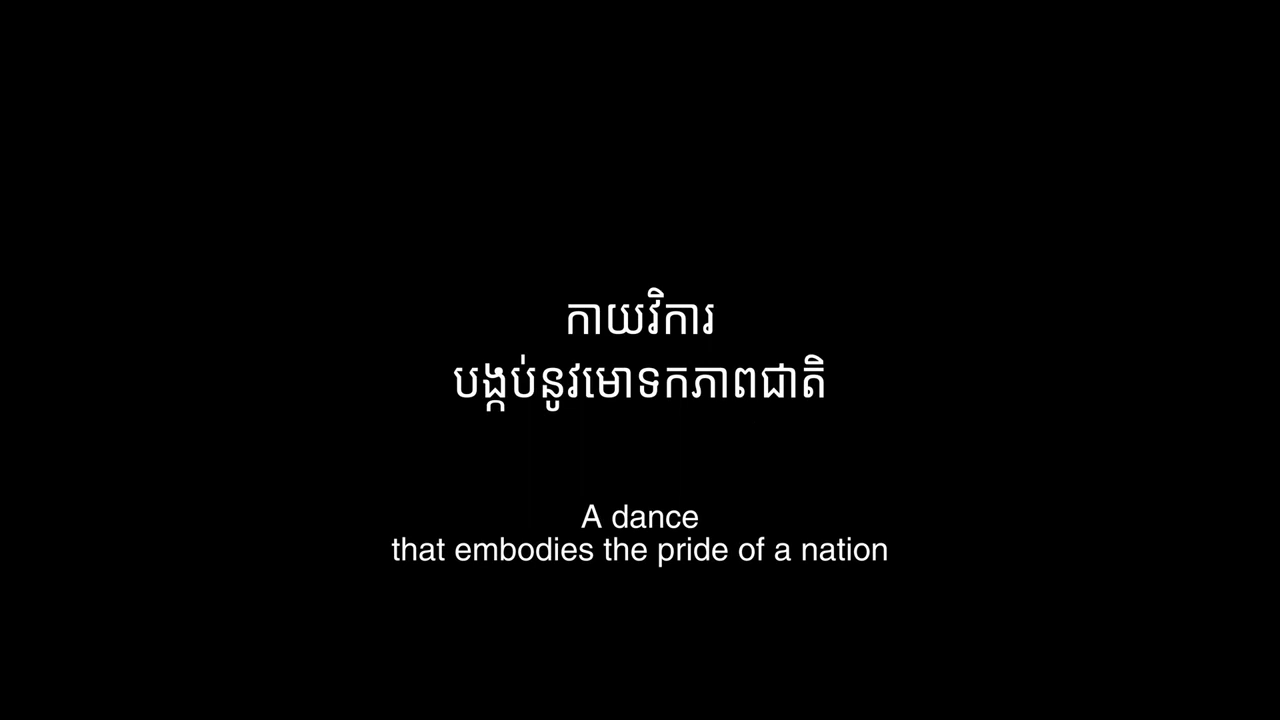 កាយវិការ
បង្កប់នូវមោទកភាពជាតិ
A dance
that embodies the pride of a nation